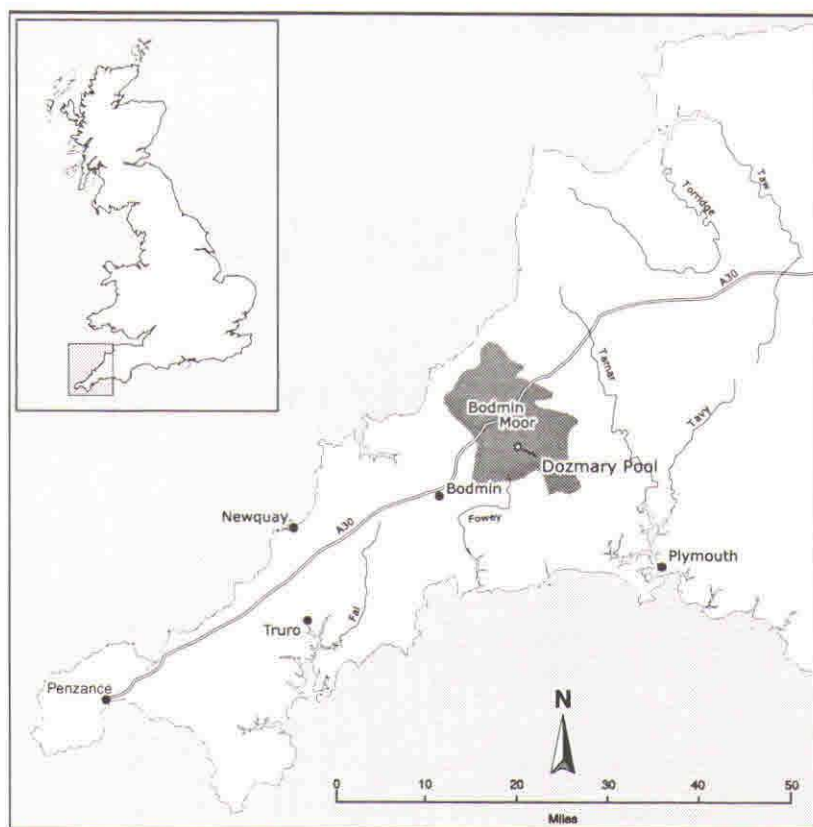 Torridge
Taw
A30
Tamar
Bodmin
Moor
Tavy
Dozmary Pool
Bodmin
Newquay
A30
Fowey
Plymouth
Fal
Truro
Penzance
N
0 10 20 30 40 50
Miles